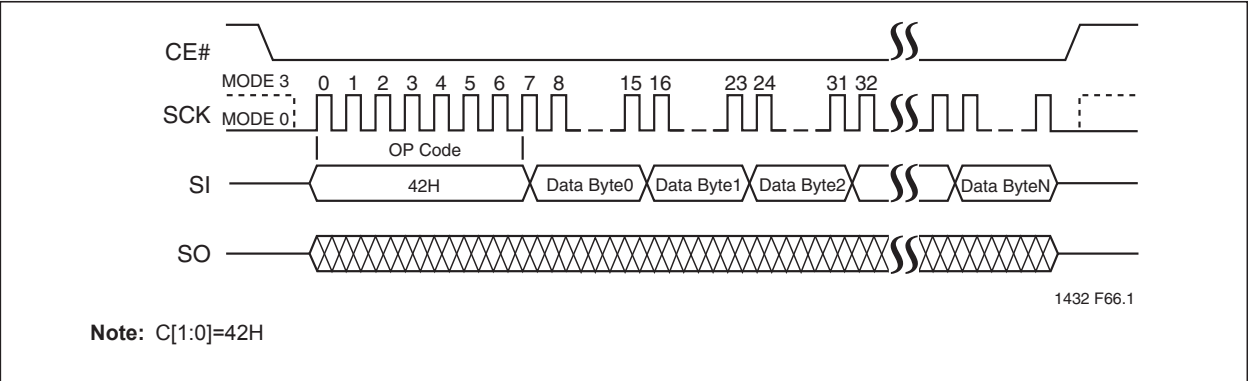 CE#
MODE 3
0 1 2 3 4 5 6 7 8 15 16 23 24 31 32
SCK
MODE 0
OP Code
SI
42H
Data Byte0
Data Byte1
Data Byte2
Data ByteN
SO
1432 F66.1
Note: C[1:0]=42H